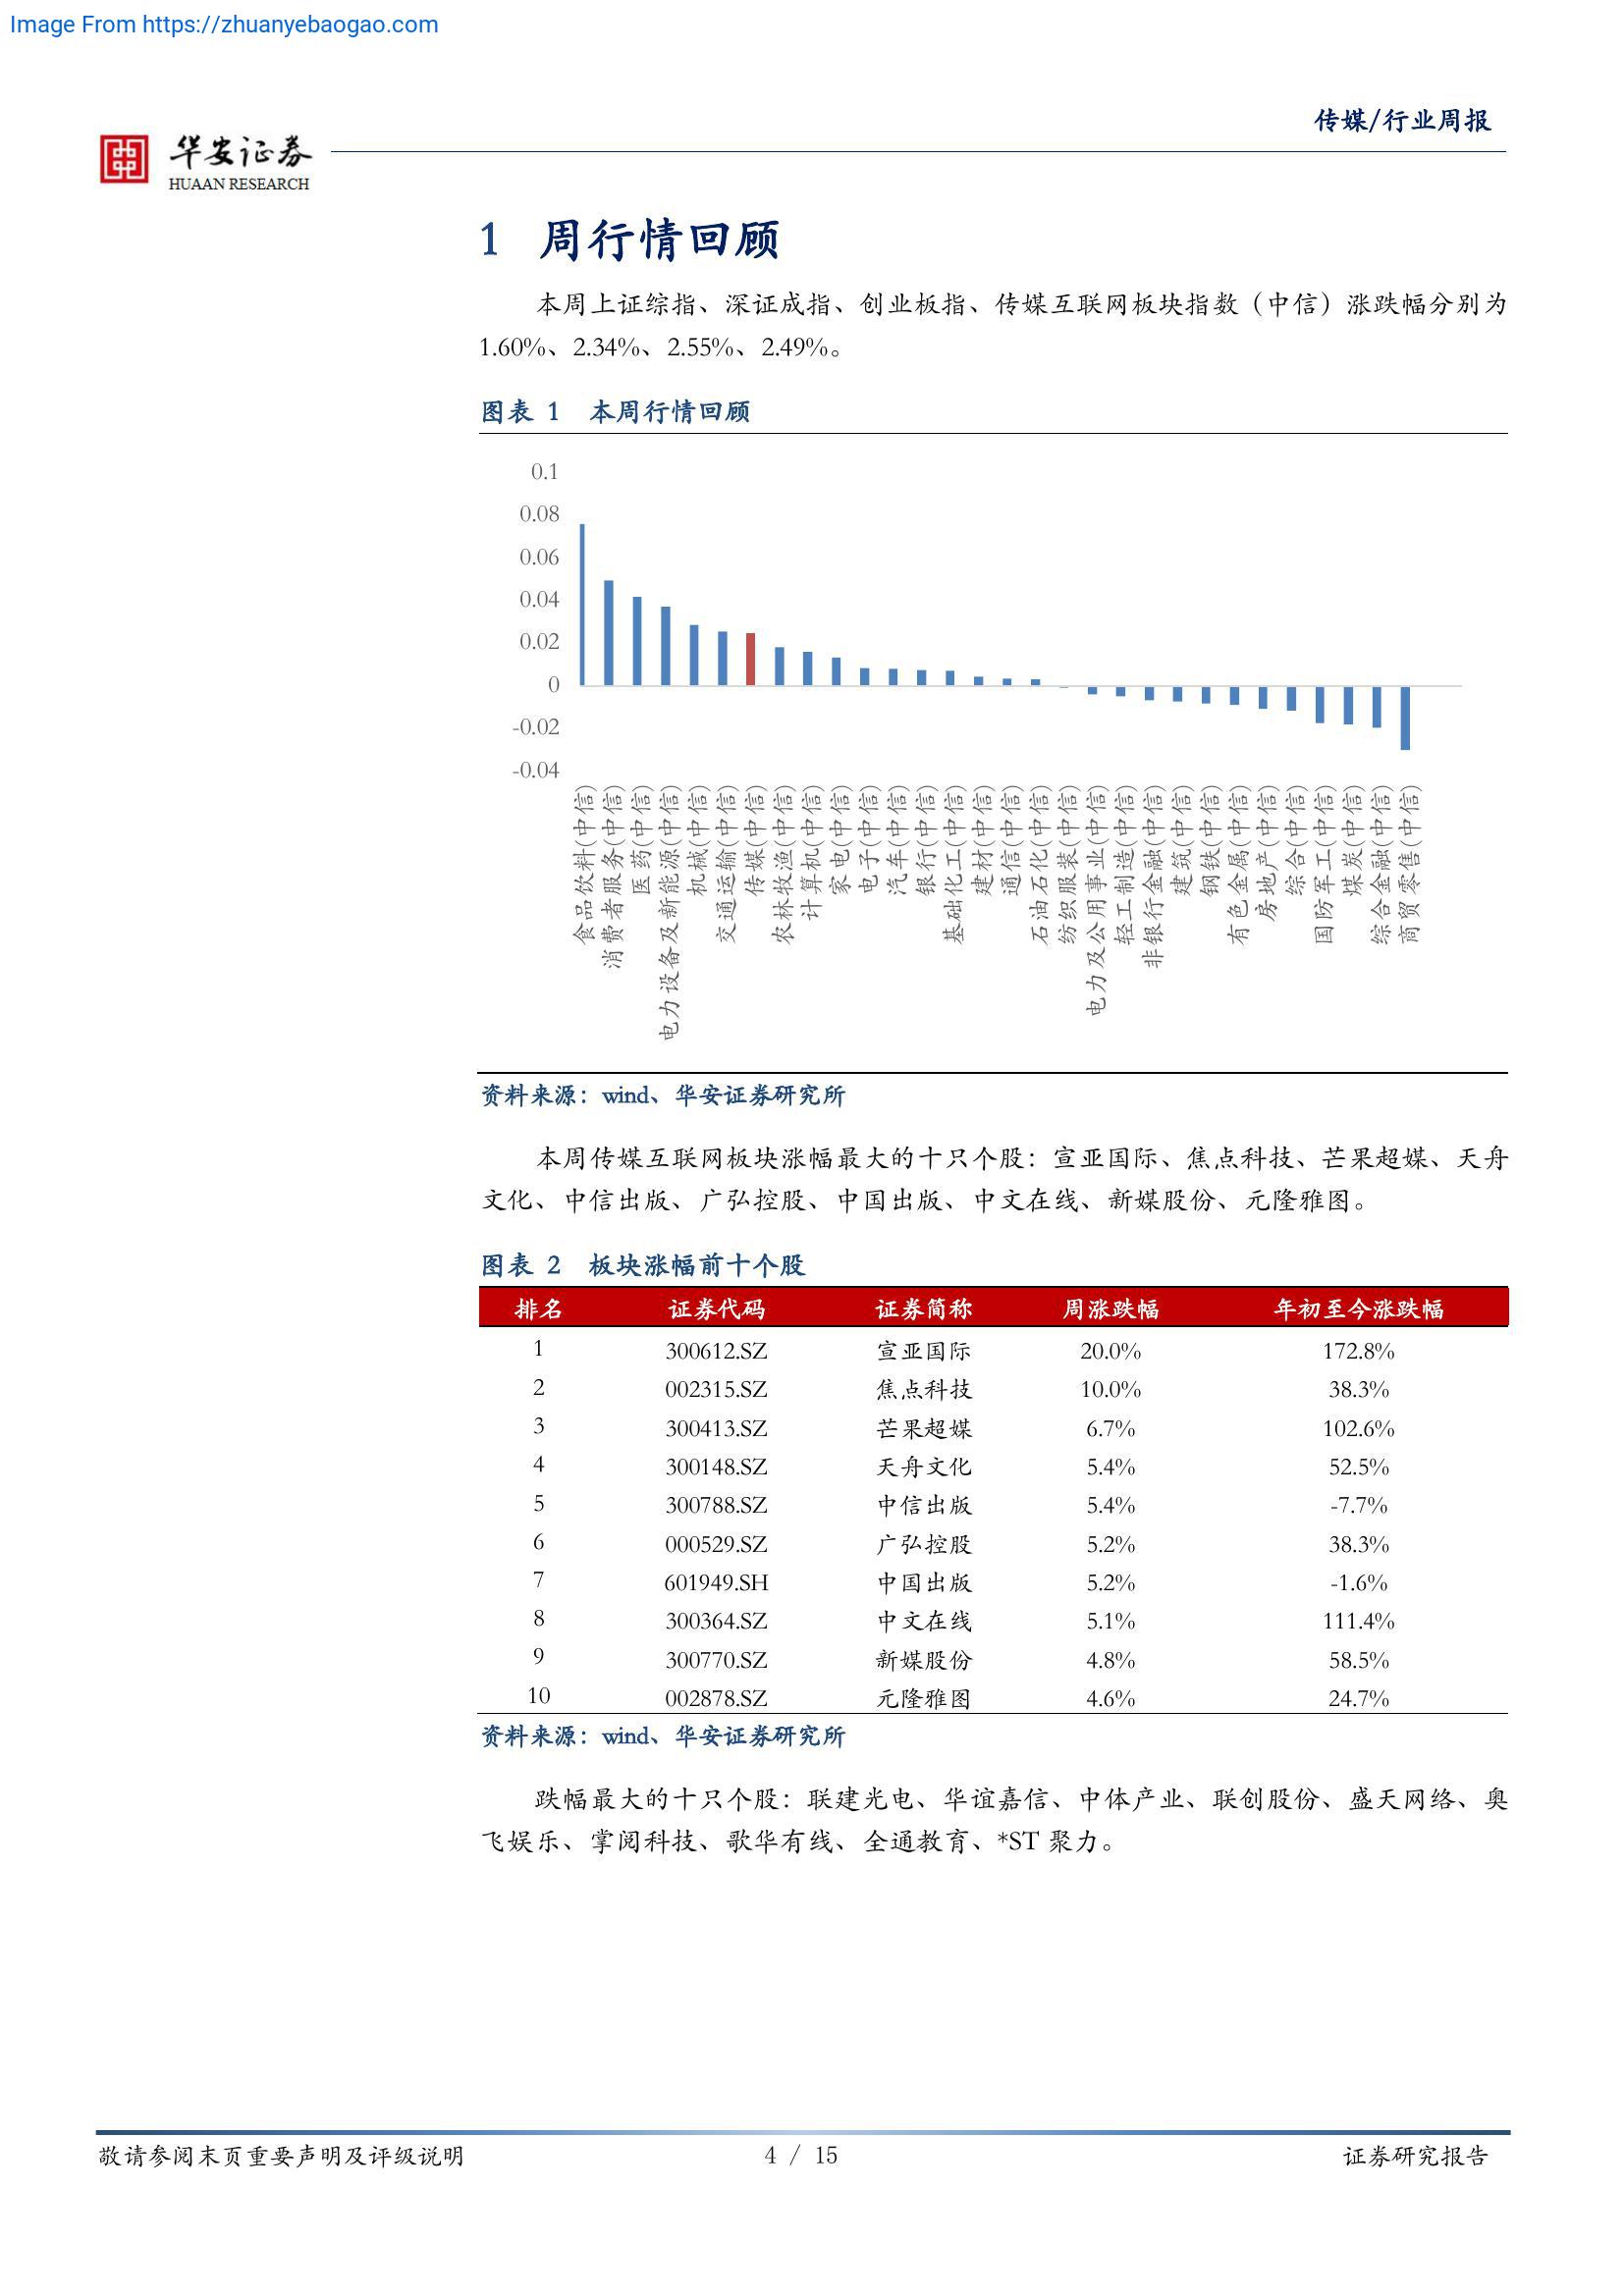 Image From https://zhuanyebaogao.com
传媒/行业周报
华安证券
HUAAN RESEARCH
1 周行情回顾
本周上证综指、深证成指、创业板指、传媒互联网板块指数（中信）涨跌幅分别为
1.60%、2.34%、2.55%、2.49%。
图表 1 本周行情回顾
0.1
0.08
0.06
0.04
0.02
0
-0.02
-0.04
食品饮料(中信)
消费者服务(中信)
医药(中信)
电力设备及新能源(中信)
机械(中信)
交通运输(中信)
传媒(中信)
农林牧渔(中信)
计算机(中信)
家电(中信)
电子(中信)
汽车(中信)
银行(中信)
基础化工(中信)
建材(中信)
通信(中信)
石油石化(中信)
纺织服装(中信)
电力及公用事业(中信)
轻工制造(中信)
非银行金融(中信)
建筑(中信)
钢铁(中信)
有色金属(中信)
房地产(中信)
综合(中信)
国防军工(中信)
煤炭(中信)
综合金融(中信)
商贸零售(中信)
资料来源：wind、华安证券研究所
本周传媒互联网板块涨幅最大的十只个股：宣亚国际、焦点科技、芒果超媒、天舟
文化、中信出版、广弘控股、中国出版、中文在线、新媒股份、元隆雅图。
图表 2 板块涨幅前十个股
排名 证券代码 证券简称 周涨跌幅 年初至今涨跌幅
1 300612.SZ 宣亚国际 20.0% 172.8%
2 002315.SZ 焦点科技 10.0% 38.3%
3 300413.SZ 芒果超媒 6.7% 102.6%
4 300148.SZ 天舟文化 5.4% 52.5%
5 300788.SZ 中信出版 5.4% -7.7%
6 000529.SZ 广弘控股 5.2% 38.3%
7 601949.SH 中国出版 5.2% -1.6%
8 300364.SZ 中文在线 5.1% 111.4%
9 300770.SZ 新媒股份 4.8% 58.5%
10 002878.SZ 元隆雅图 4.6% 24.7%
资料来源：wind、华安证券研究所
跌幅最大的十只个股：联建光电、华谊嘉信、中体产业、联创股份、盛天网络、奥
飞娱乐、掌阅科技、歌华有线、全通教育、*ST 聚力。
敬请参阅末页重要声明及评级说明 4 / 15 证券研究报告